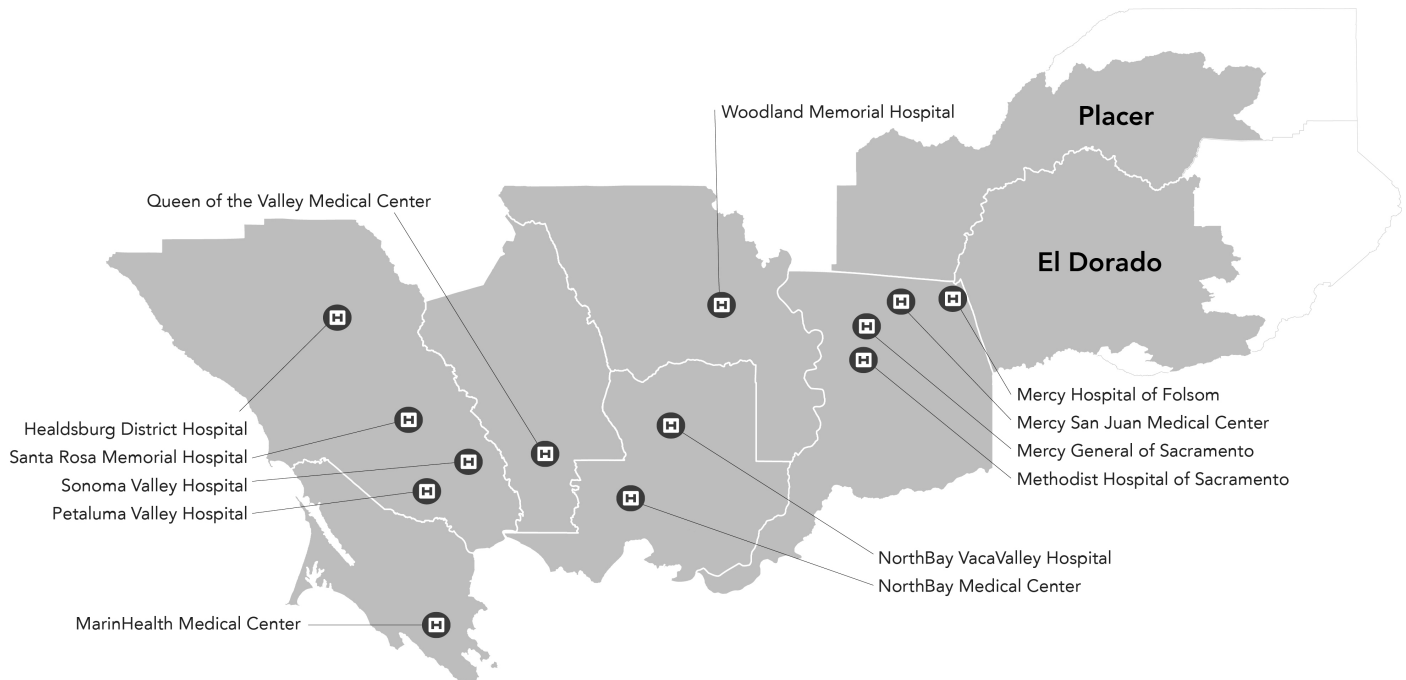 Placer
Woodland Memorial Hospital
Queen of the Valley Medical Center
El Dorado
Healdsburg District Hospital
Santa Rosa Memorial Hospital
Sonoma Valley Hospital
Petaluma Valley Hospital
MarinHealth Medical Center
Mercy Hospital of Folsom
Mercy San Juan Medical Center
Mercy General of Sacramento
Methodist Hospital of Sacramento
NorthBay VacaValley Hospital
NorthBay Medical Center
H
H
H
H
H
H
H
H
H
H
H
H
H